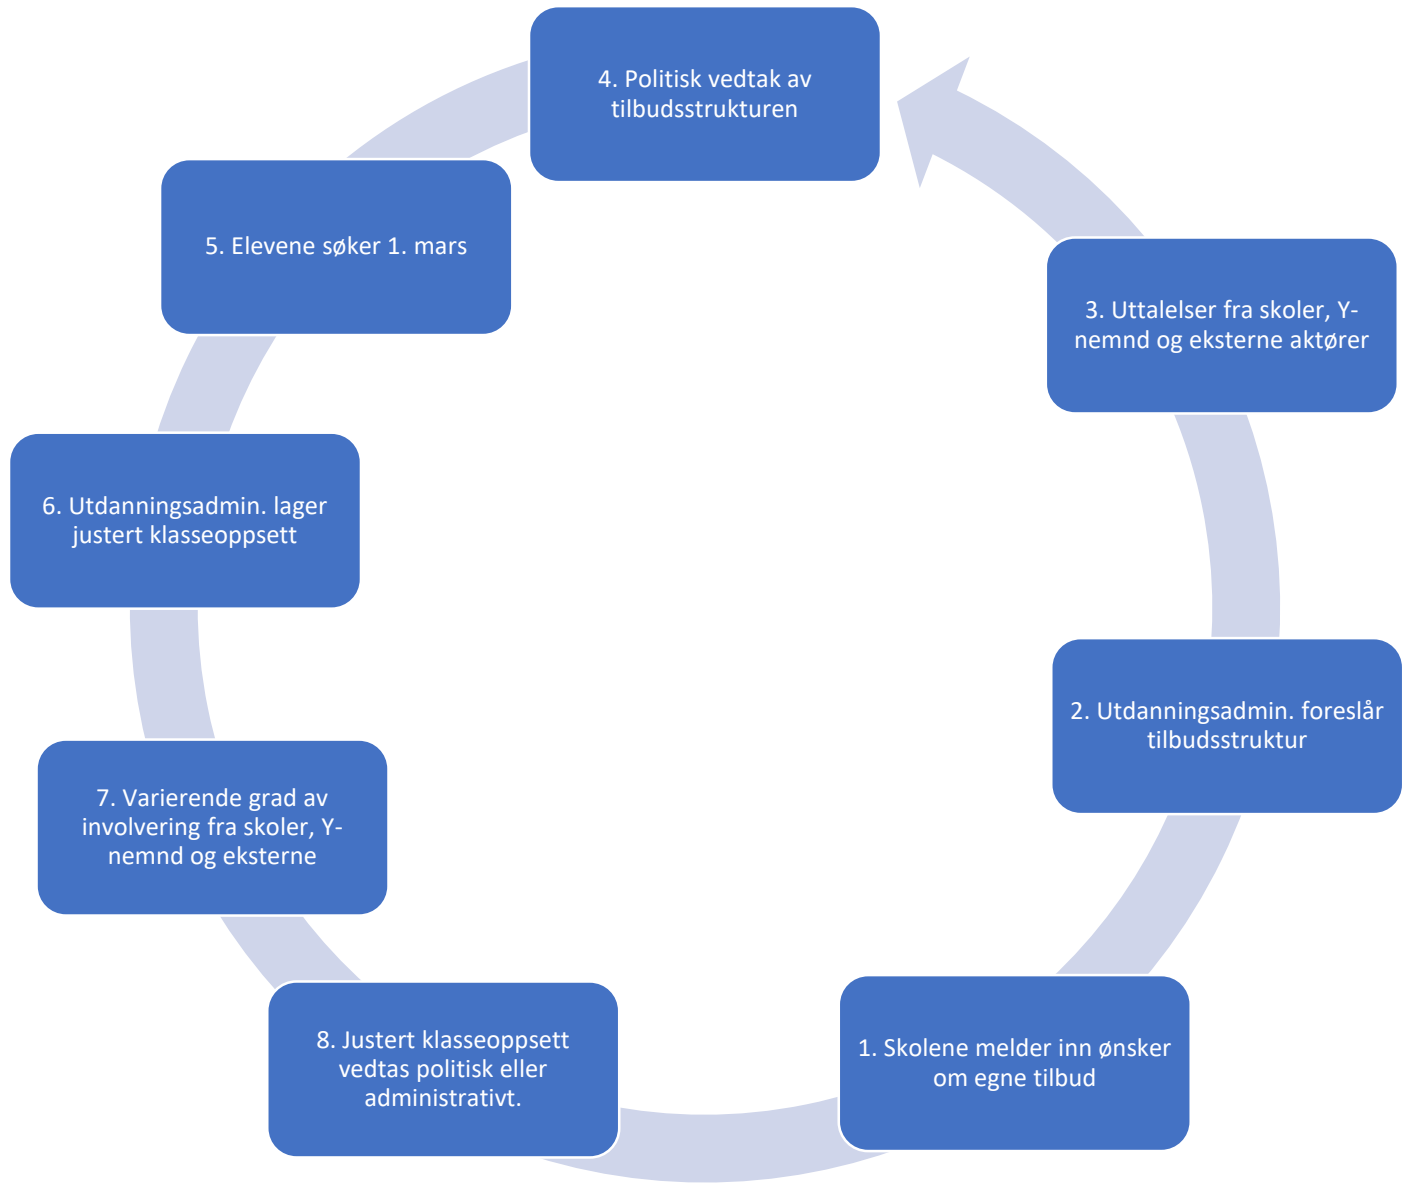 4. Politisk vedtak av
tilbudsstrukturen
5. Elevene søker 1. mars
3. Uttalelser fra skoler, Y-
nemnd og eksterne aktører
6. Utdanningsadmin. lager
justert klasseoppsett
2. Utdanningsadmin. foreslår
tilbudsstruktur
7. Varierende grad av
involvering fra skoler, Y-
nemnd og eksterne
8. Justert klasseoppsett
vedtas politisk eller
administrativt.
1. Skolene melder inn ønsker
om egne tilbud